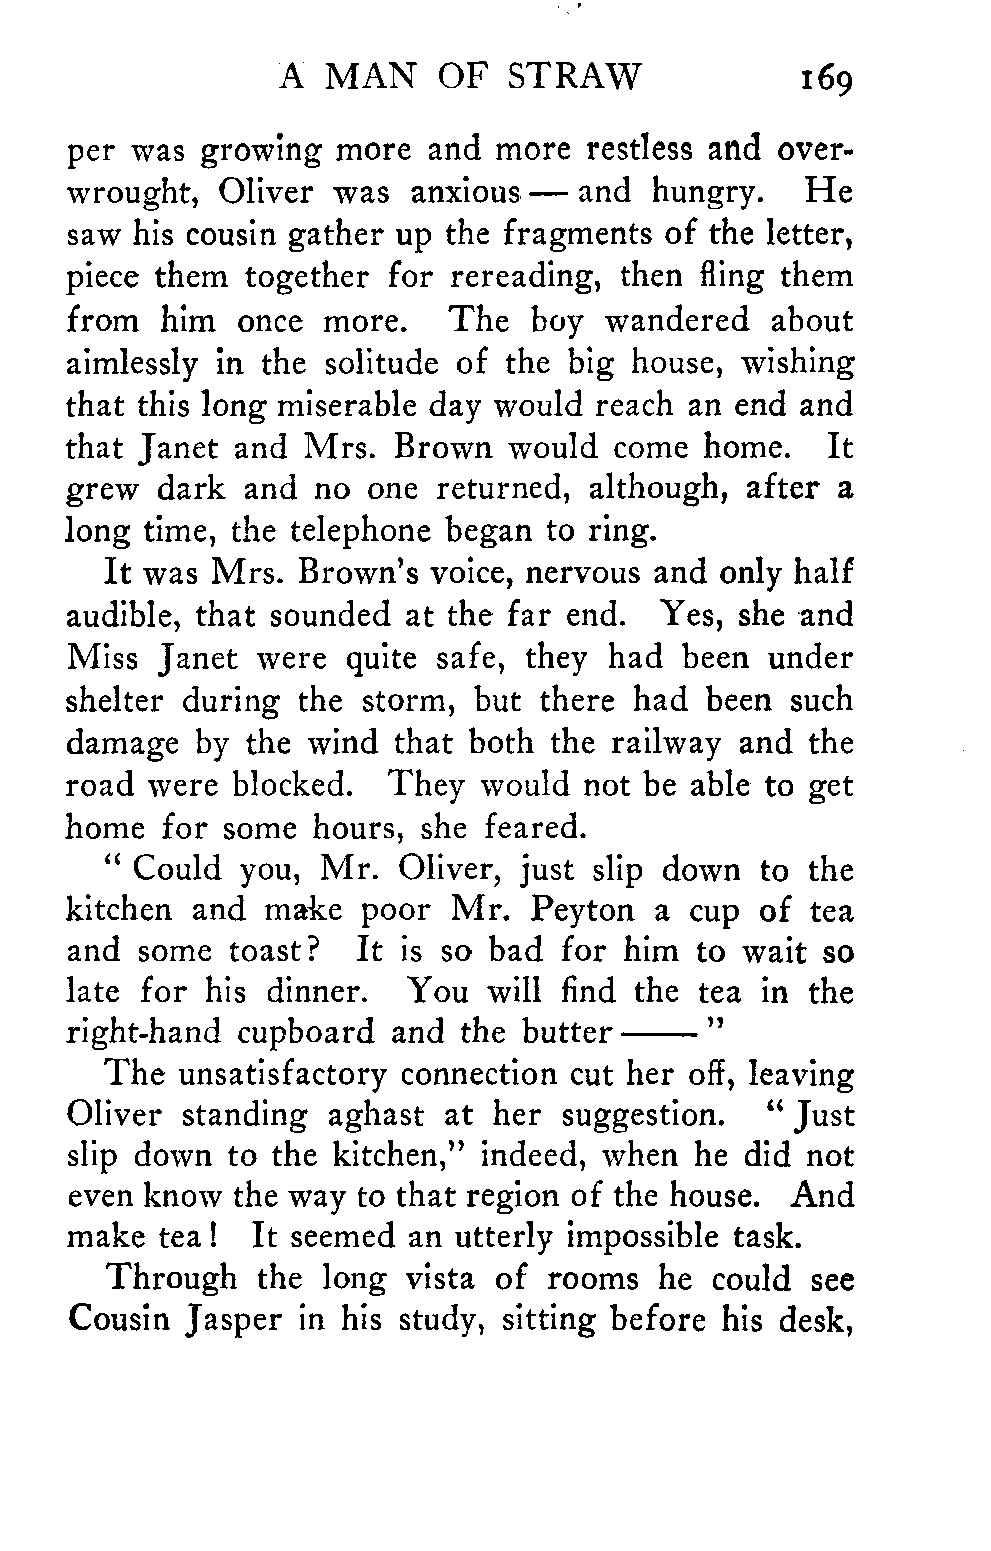 A MAN OF STRAW 169
per was growing more and more restless and over-
wrought, Oliver was anxious — and hungry. He
saw his cousin gather up the fragments of the letter,
piece them together for rereading, then fling them
from him once more. The boy wandered about
aimlessly in the solitude of the big house, wishing
that this long miserable day would reach an end and
that Janet and Mrs. Brown would come home. It
grew dark and no one returned, although, after a
long time, the telephone began to ring.
It was Mrs. Brown's voice, nervous and only half
audible, that sounded at the far end. Yes, she and
Miss Janet were quite safe, they had been under
shelter during the storm, but there had been such
damage by the wind that both the railway and the
road were blocked. They would not be able to get
home for some hours, she feared.
“ Could you, Mr. Oliver, just slip down to the
kitchen and make poor Mr. Peyton a cup of tea
and some toast? It is so bad for him to wait so
late for his dinner. You will find the tea in the
right-hand cupboard and the butter —— ”
The unsatisfactory connection cut her off, leaving
Oliver standing aghast at her suggestion. “ Just
slip down to the kitchen,” indeed, when he did not
even know the way to that region of the house. And
make tea! It seemed an utterly impossible task.
Through the long vista of rooms he could see
Cousin Jasper in his study, sitting before his desk,